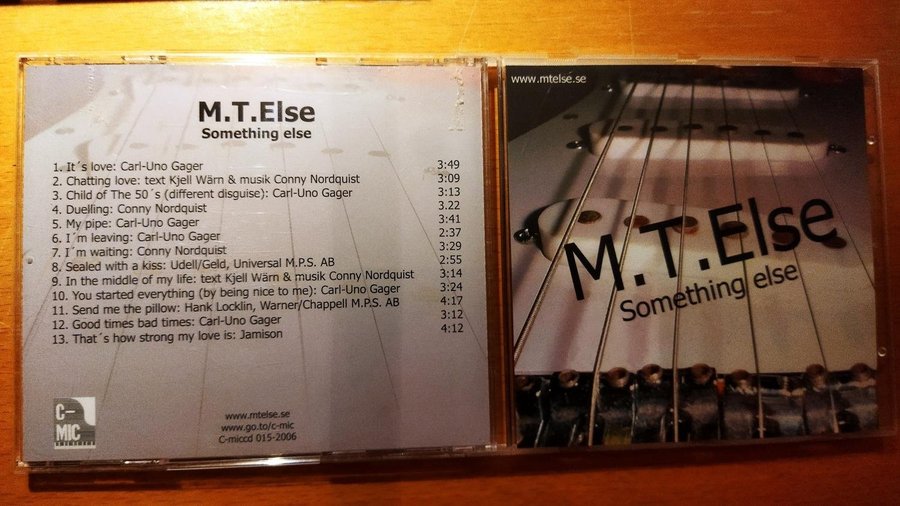 M.T.Else
Something else
1. It´s love: Carl-Uno Gager 3:49
2. Chatting love: text Kjell Wärn & musik Conny Nordquist 3:09
3. Child of The 50´s (different disguise): Carl-Uno Gager 3:13
4. Duelling: Conny Nordquist 3.22
5. My pipe: Carl-Uno Gager 3:41
6. I´m leaving: Carl-Uno Gager 2:37
7. I´m waiting: Conny Nordquist 3:29
8. Sealed with a kiss: Udell/Geld, Universal M.P.S. AB 2:55
9. In the middle of my life: text Kjell Wärn & musik Conny Nordquist 3:14
10. You started everything (by being nice to me): Carl-Uno Gager 3:24
11. Send me the pillow: Hank Locklin, Warner/Chappell M.P.S. AB 4:17
12. Good times bad times: Carl-Uno Gager 3:12
13. That´s how strong my love is: Jamison 4:12
C-
MIC
www.mtelse.se
www.go.to/c-mic
C-miccd 015-2006
www.mtelse.se
M.T.Else
Something else